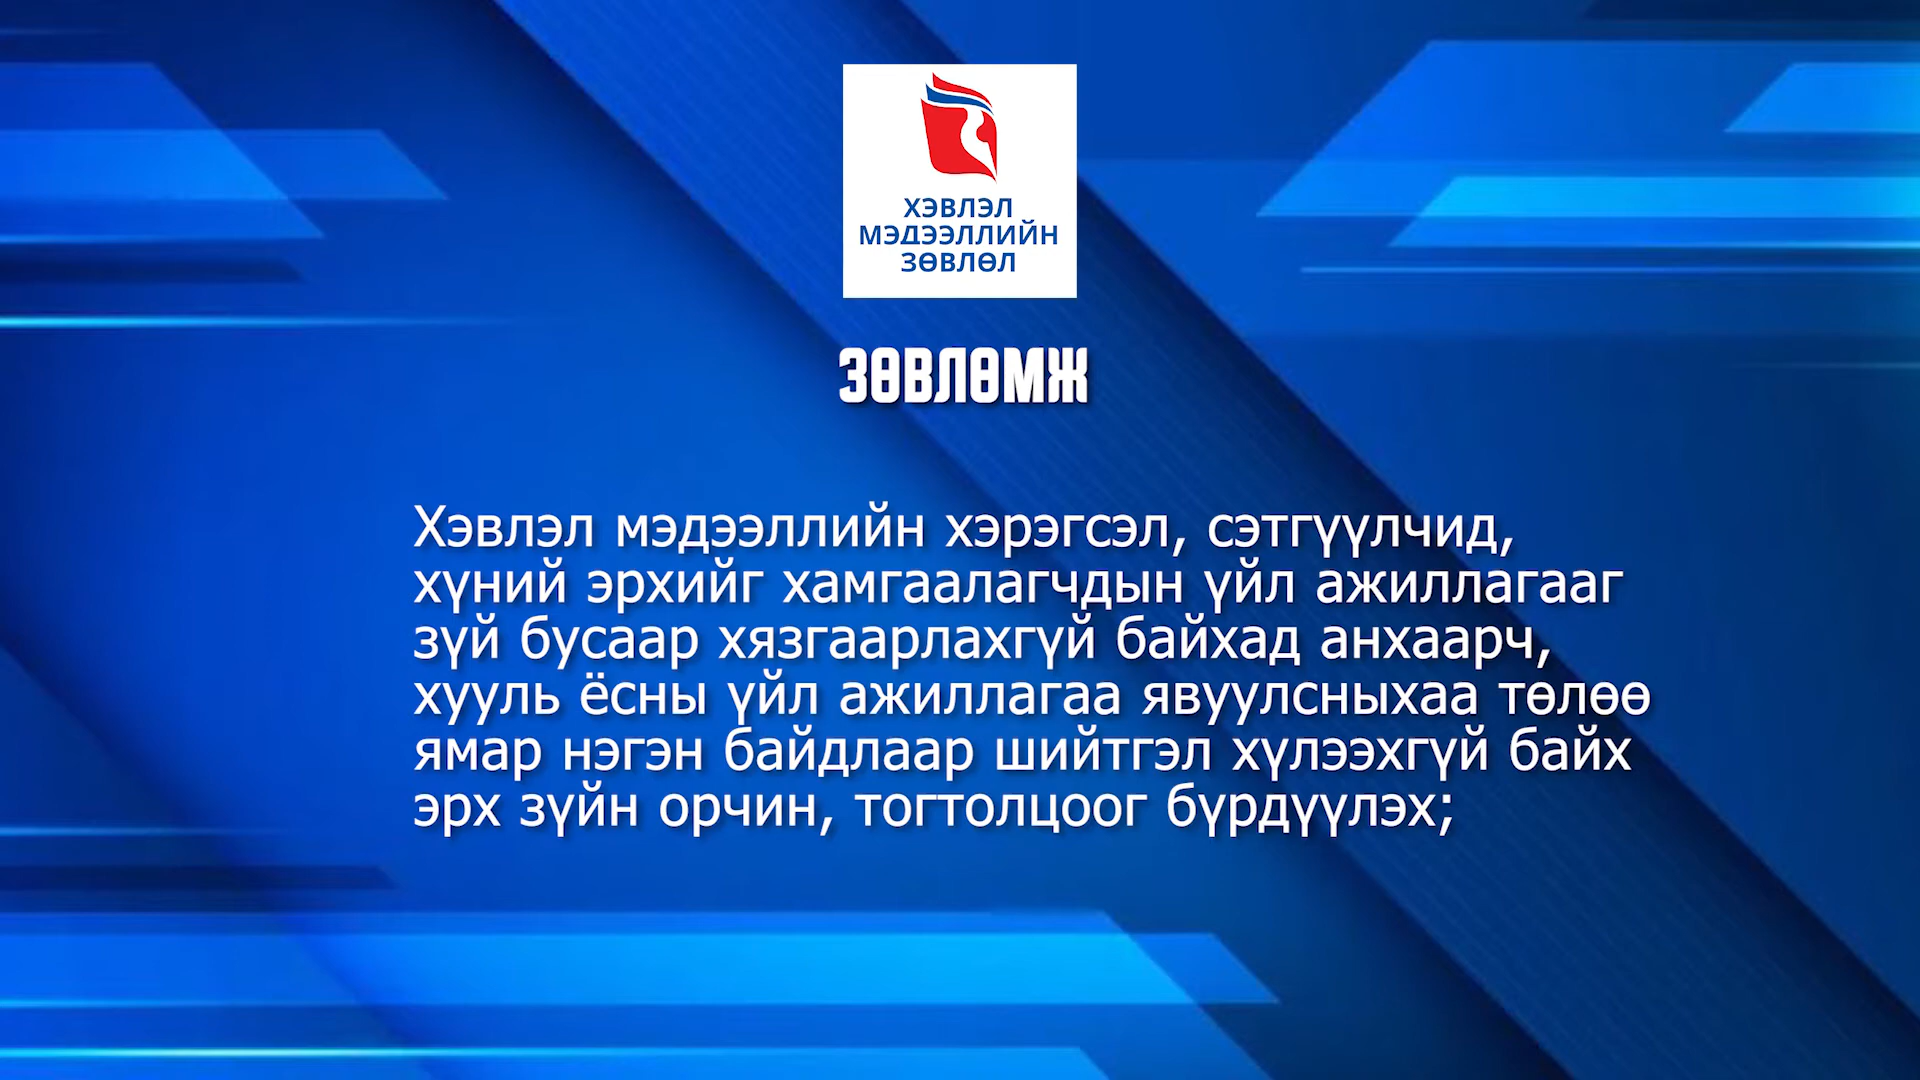 ХЭВЛЭЛ
МЭДЭЭЛЛИЙН
ЗӨВЛӨЛ
ЗӨВЛӨМЖ
Хэвлэл мэдээллийн хэрэгсэл, сэтгүүлчид,
хүний эрхийг хамгаалагчдын үйл ажиллагааг
зүй бусаар хязгаарлахгүй байхад анхаарч,
хууль ёсны үйл ажиллагаа явуулсныхаа төлөө
ямар нэгэн байдлаар шийтгэл хүлээхгүй байх
эрх зүйн орчин, тогтолцоог бүрдүүлэх;